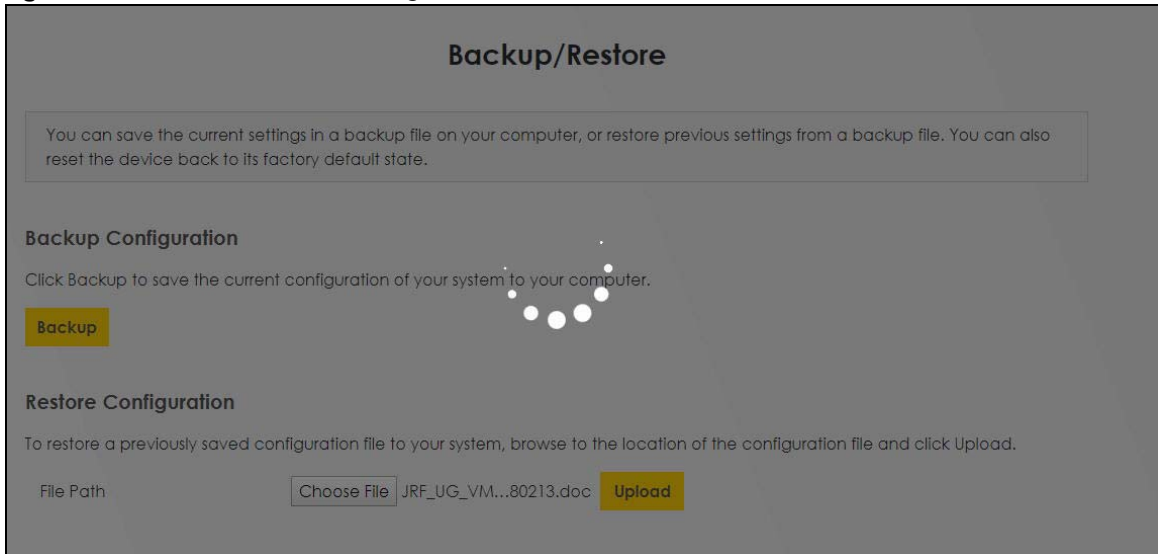 Backup/Restore
You can save the current settings in a backup file on your computer, or restore previous settings from a backup file. You can also
reset the device back to its factory default state.
Backup Configuration
Click Backup to save the current configuration of your system to your computer.
Backup
Restore Configuration
To restore a previously saved configuration file to your system, browse to the location of the configuration file and click Upload.
File Path Choose File JRF_UG_VM...80213.doc Upload